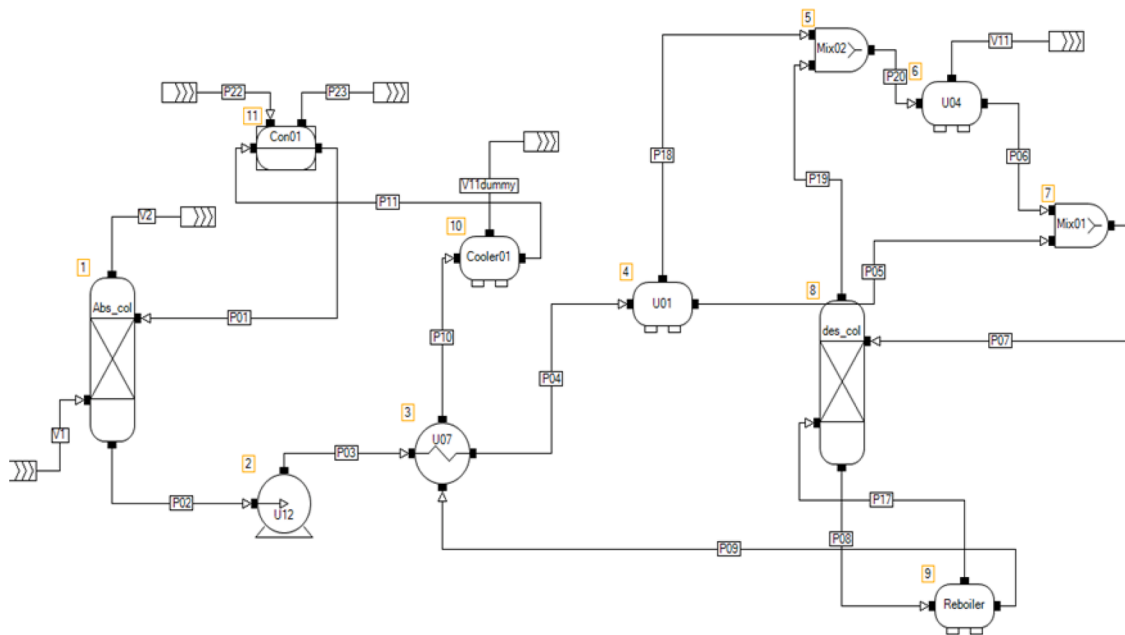 5
Mix02
V11
P20
6
U04
P22
P23
11
Con01
P18
P06
P19
V11dummy
7
Mix01
P11
V2
10
Cooler01
P05
1
4
U01
8
Abs_col
P01
des_col
P10
P07
P04
3
V1
U07
2
P03
P02
U12
P17
P08
P09
9
Reboiler